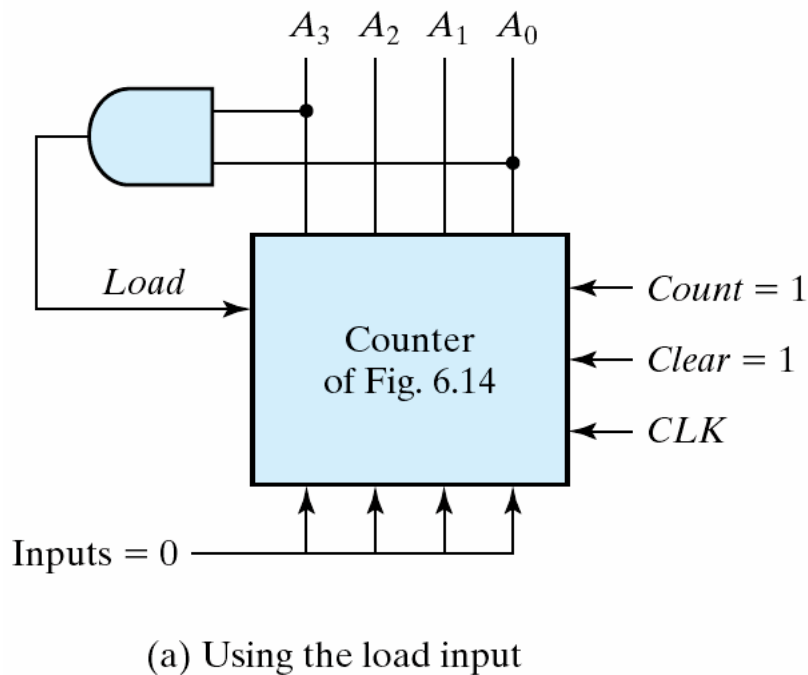 A3 A2 A1 A0
Load
Count = 1
Counter
of Fig. 6.14
Clear = 1
CLK
Inputs = 0
(a) Using the load input